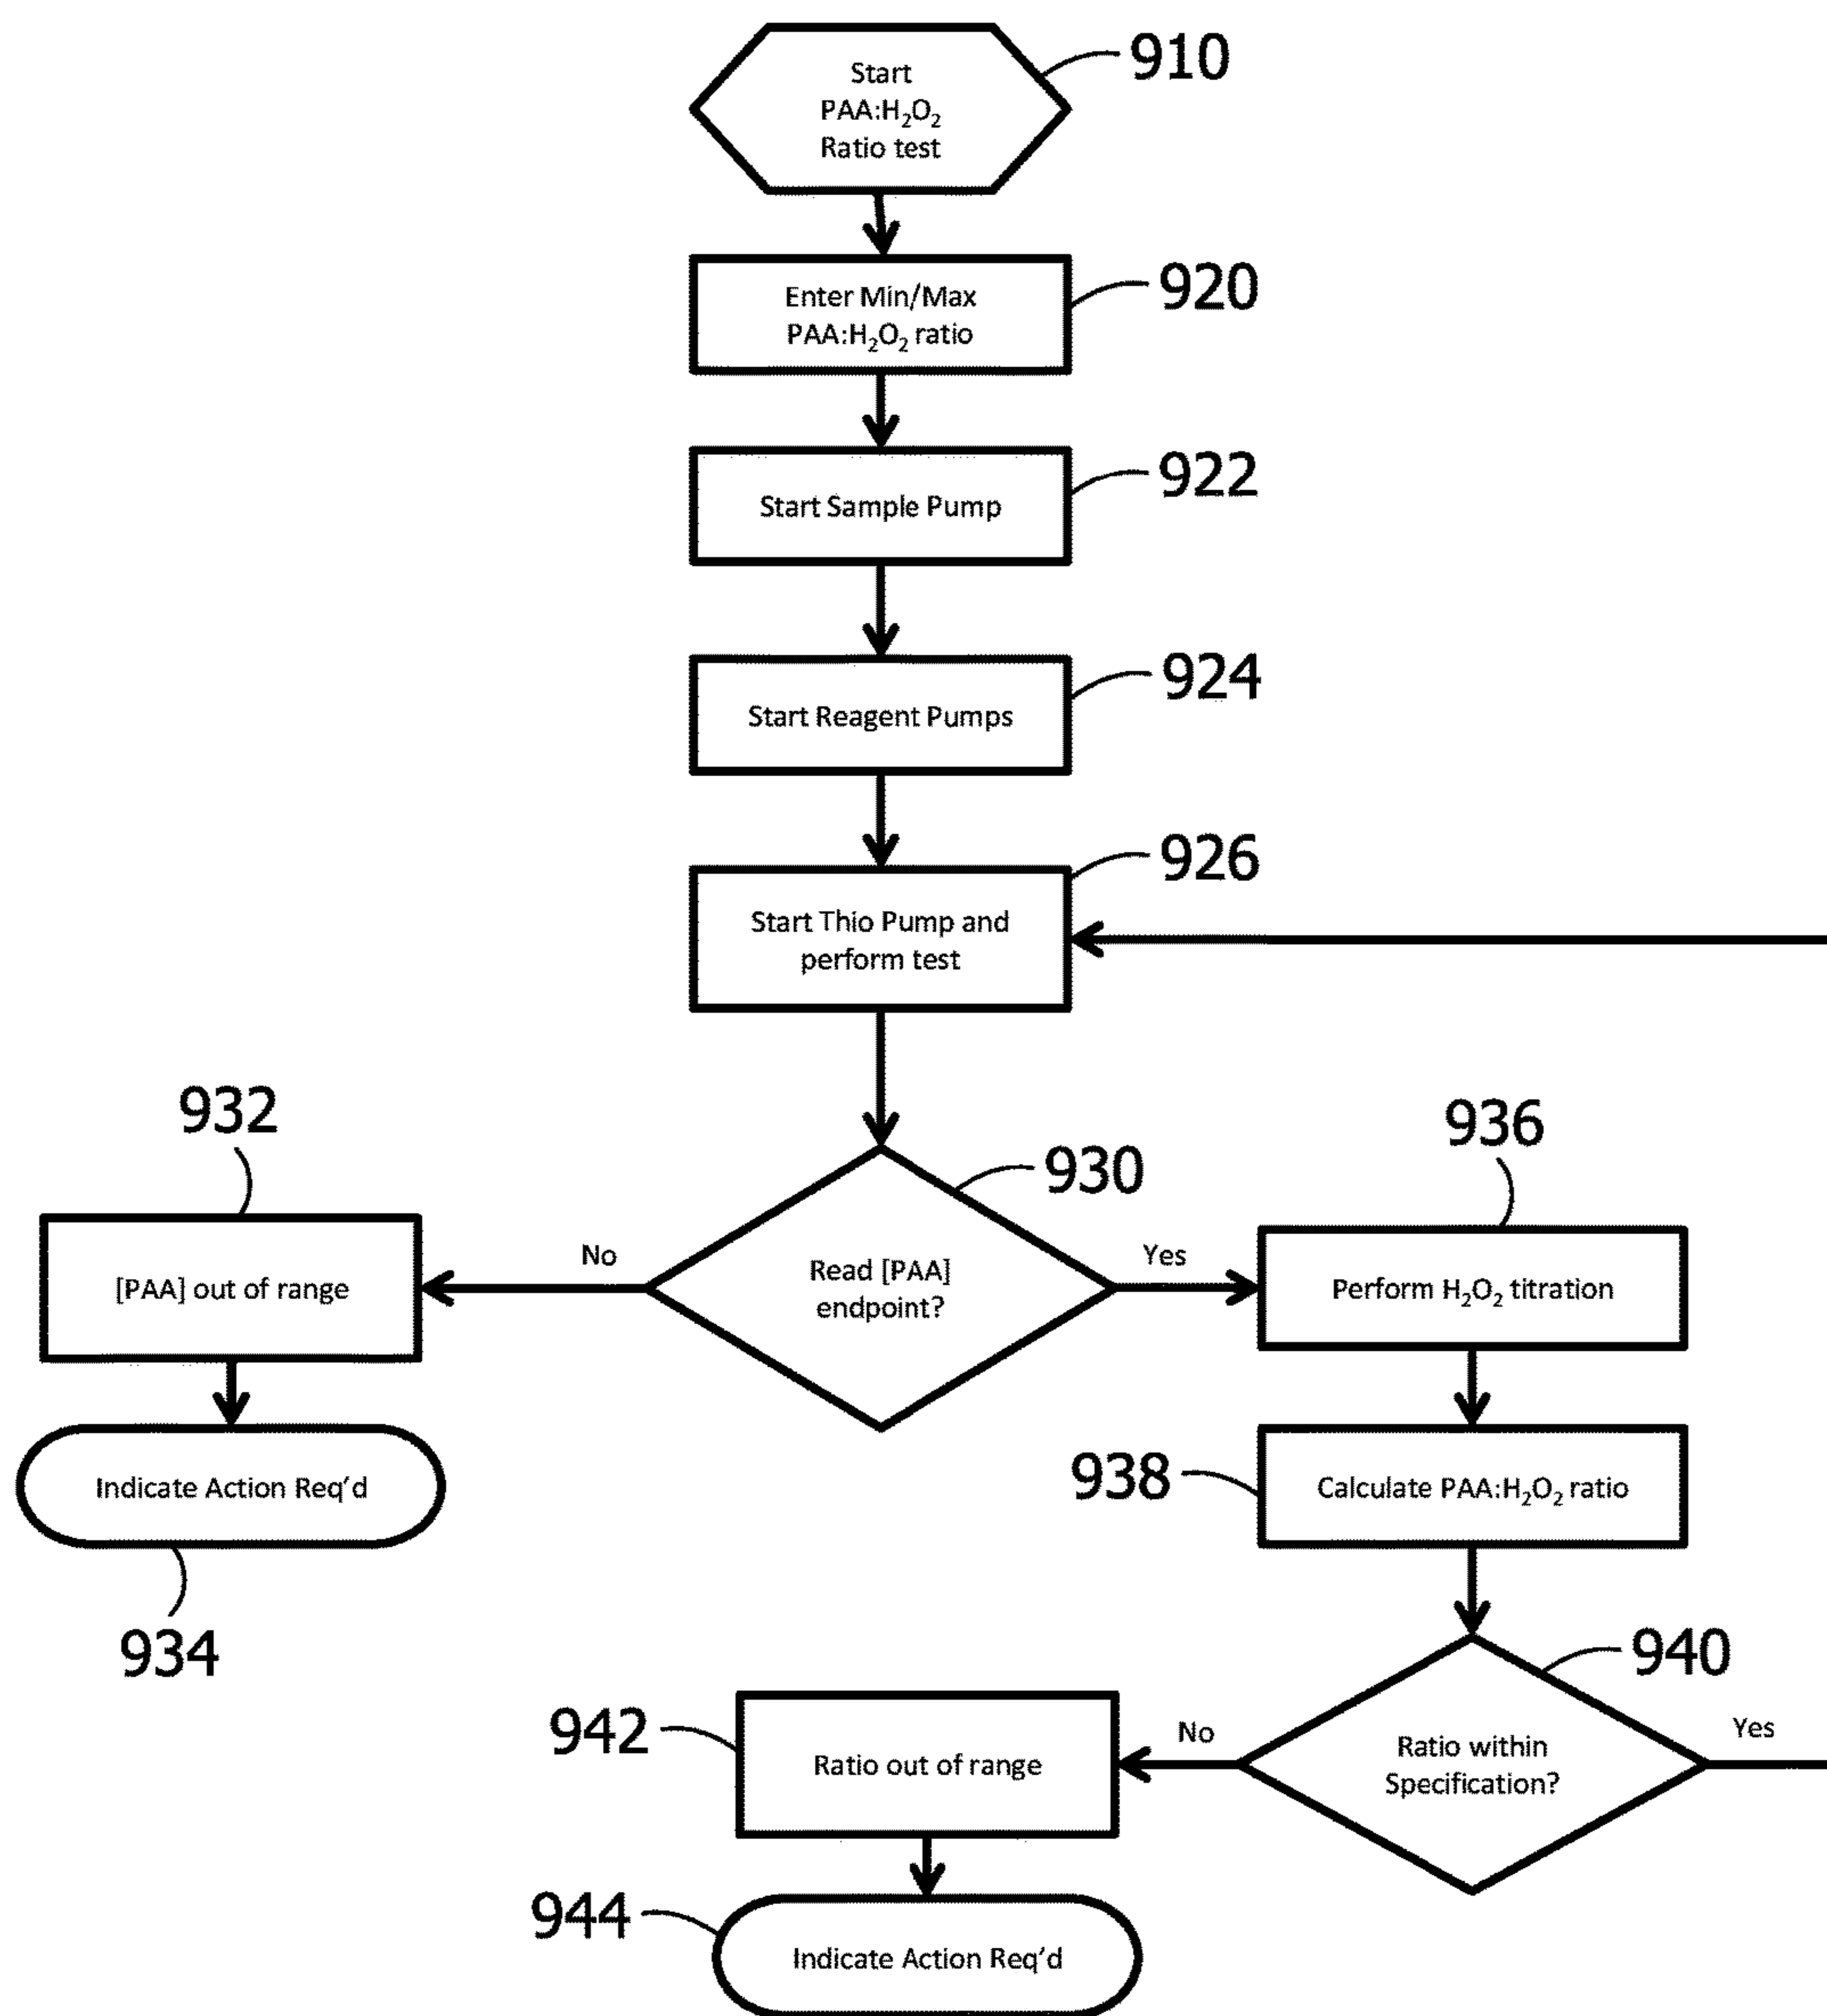 Start
PAA:H₂O₂
Ratio test
910
Enter Min/Max
PAA:H₂O₂ ratio
920
Start Sample Pump
922
Start Reagent Pumps
924
Start Thio Pump and
perform test
926
932
930
936
[PAA] out of range
No
Read [PAA]
endpoint?
Yes
Perform H₂O₂ titration
Indicate Action Req'd
934
938
Calculate PAA:H₂O₂ ratio
940
942
Ratio out of range
No
Ratio within
Specification?
Yes
944
Indicate Action Req'd